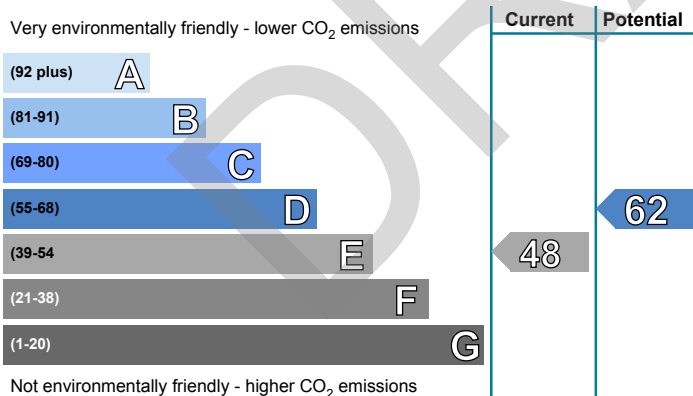 Very environmentally friendly - lower CO2 emissions
Current Potential
(92 plus) A
(81-91) B
(69-80) C
(55-68) D
62
(39-54 E
48
(21-38) F
(1-20) G
Not environmentally friendly - higher CO2 emissions